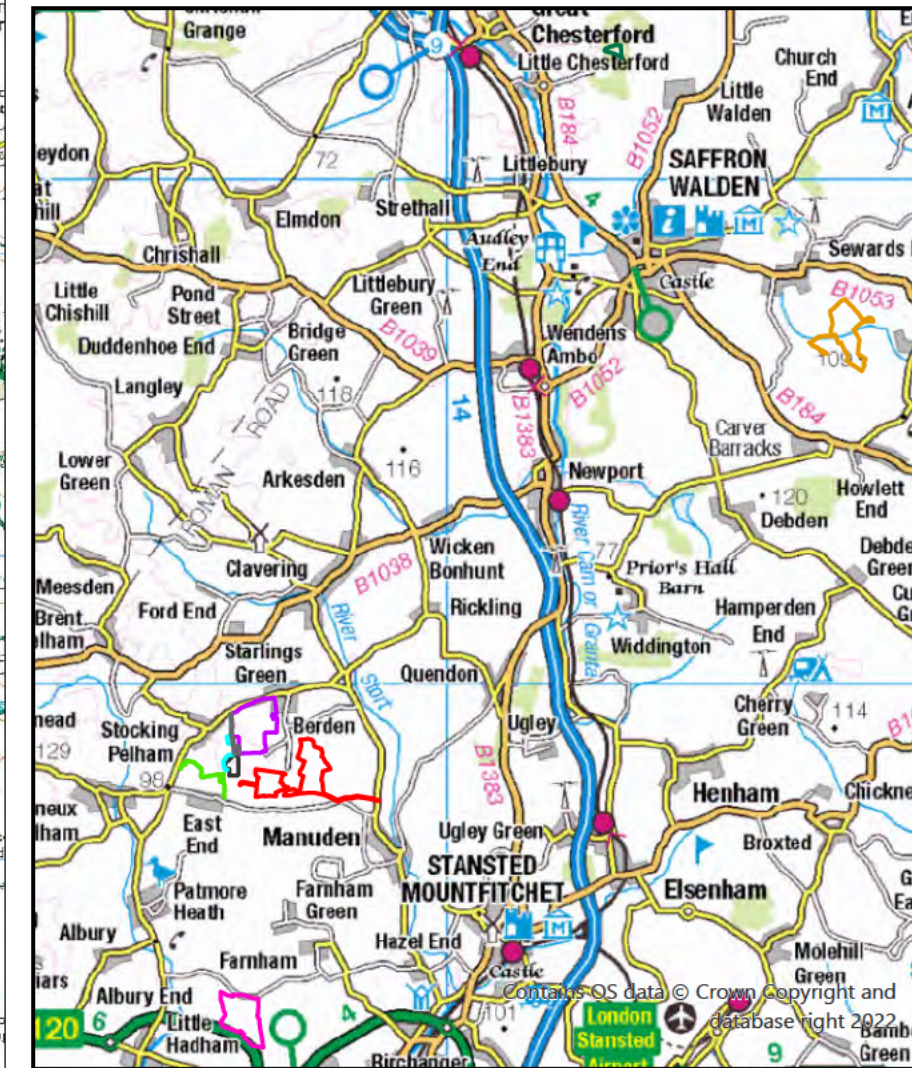 Grange
Great
Chesterford
Little Chesterford
9
Church
End
Little
Walden
B184
B1052
72
Littlebury
SAFFRON
WALDEN
4
Strethall
Elmdon
Audley
End
Castle
Sewards
Chrishall
Little
Chishill
Pond
Street
Littlebury
Green
B1053
Duddenhoe End
Bridge
Green
B1039
Wendens
Ambo
B1052
109
Langley
118
ROMAN ROAD
14
B1383
B184
Carver
Barracks
Lower
Green
Arkesden
116
Newport
120
Debden
Howlett
End
Clavering
B1038
Wicken
Bonhunt
River Cam or Granta
77
Prior's Hall
Barn
Meesden
Brent
Ford End
River
Stort
Rickling
Hamperden
End
Widdington
Starlings
Green
Quendon
Cherry
Green
114
Stocking
Pelham
Berden
Ugley
129
98
B1383
Henham
East
End
Manuden
Ugley Green
Broxted
STANSTED
MOUNTFITCHET
Elsenham
Patmore
Heath
Farnham
Green
Albury
Hazel End
Molehill
Green
Farnham
Castle
Albury End
Contains OS data © Crown Copyright and
database right 2022
101
120
6
4
Little
Hadham
London
Stansted
Airport
Birchanger
9
Green